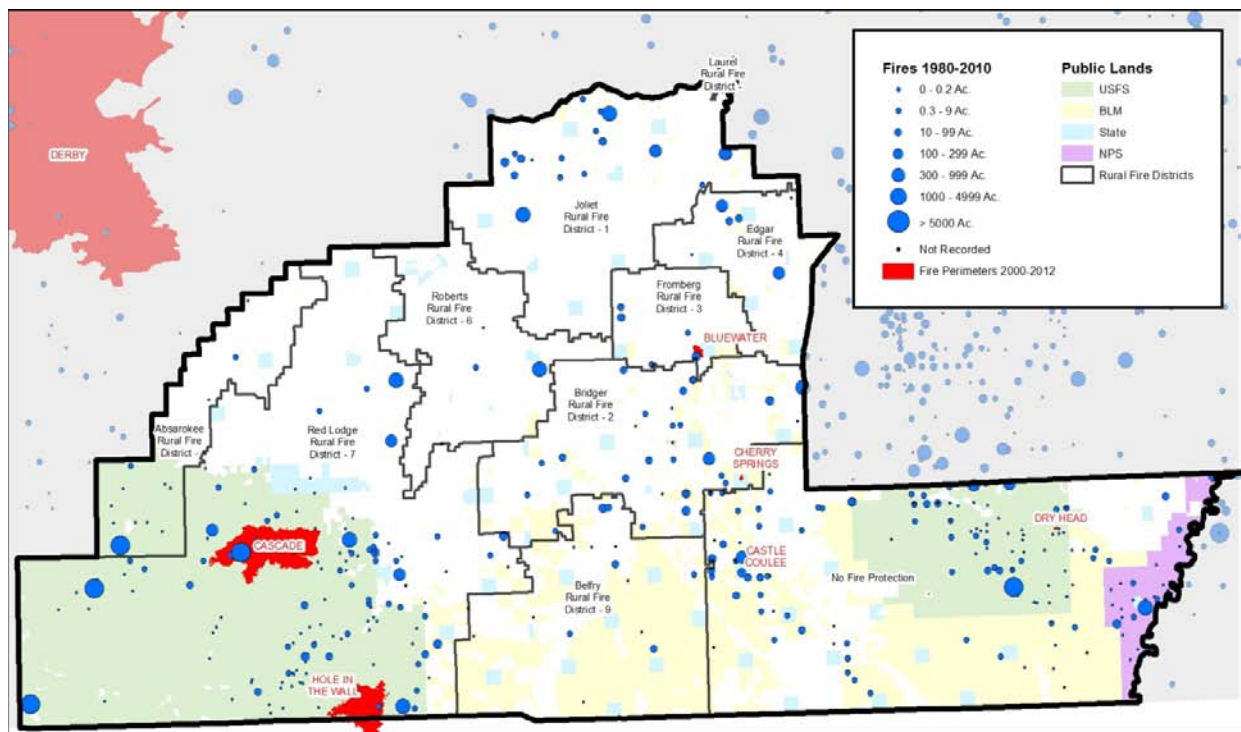 Laurel
Rural Fire
District -
DERBY
Joliet
Rural Fire
District - 1
Edgar
Rural Fire
District - 4
Fromberg
Rural Fire
District - 3
Roberts
Rural Fire
District - 6
BLUEWATER
Bridger
Rural Fire
District - 2
Absarokee
Rural Fire
District -
Red Lodge
Rural Fire
District - 7
CHERRY
SPRINGS
DRY HEAD
CASCADE
CASTLE
COULEE
No Fire Protection
Belfry
Rural Fire
District - 9
HOLE IN
THE WALL
Fires 1980-2010
0 - 0.2 Ac.
0.3 - 9 Ac.
10 - 99 Ac.
100 - 299 Ac.
300 - 999 Ac.
1000 - 4999 Ac.
> 5000 Ac.
Not Recorded
Fire Perimeters 2000-2012
Public Lands
USFS
BLM
State
NPS
Rural Fire Districts